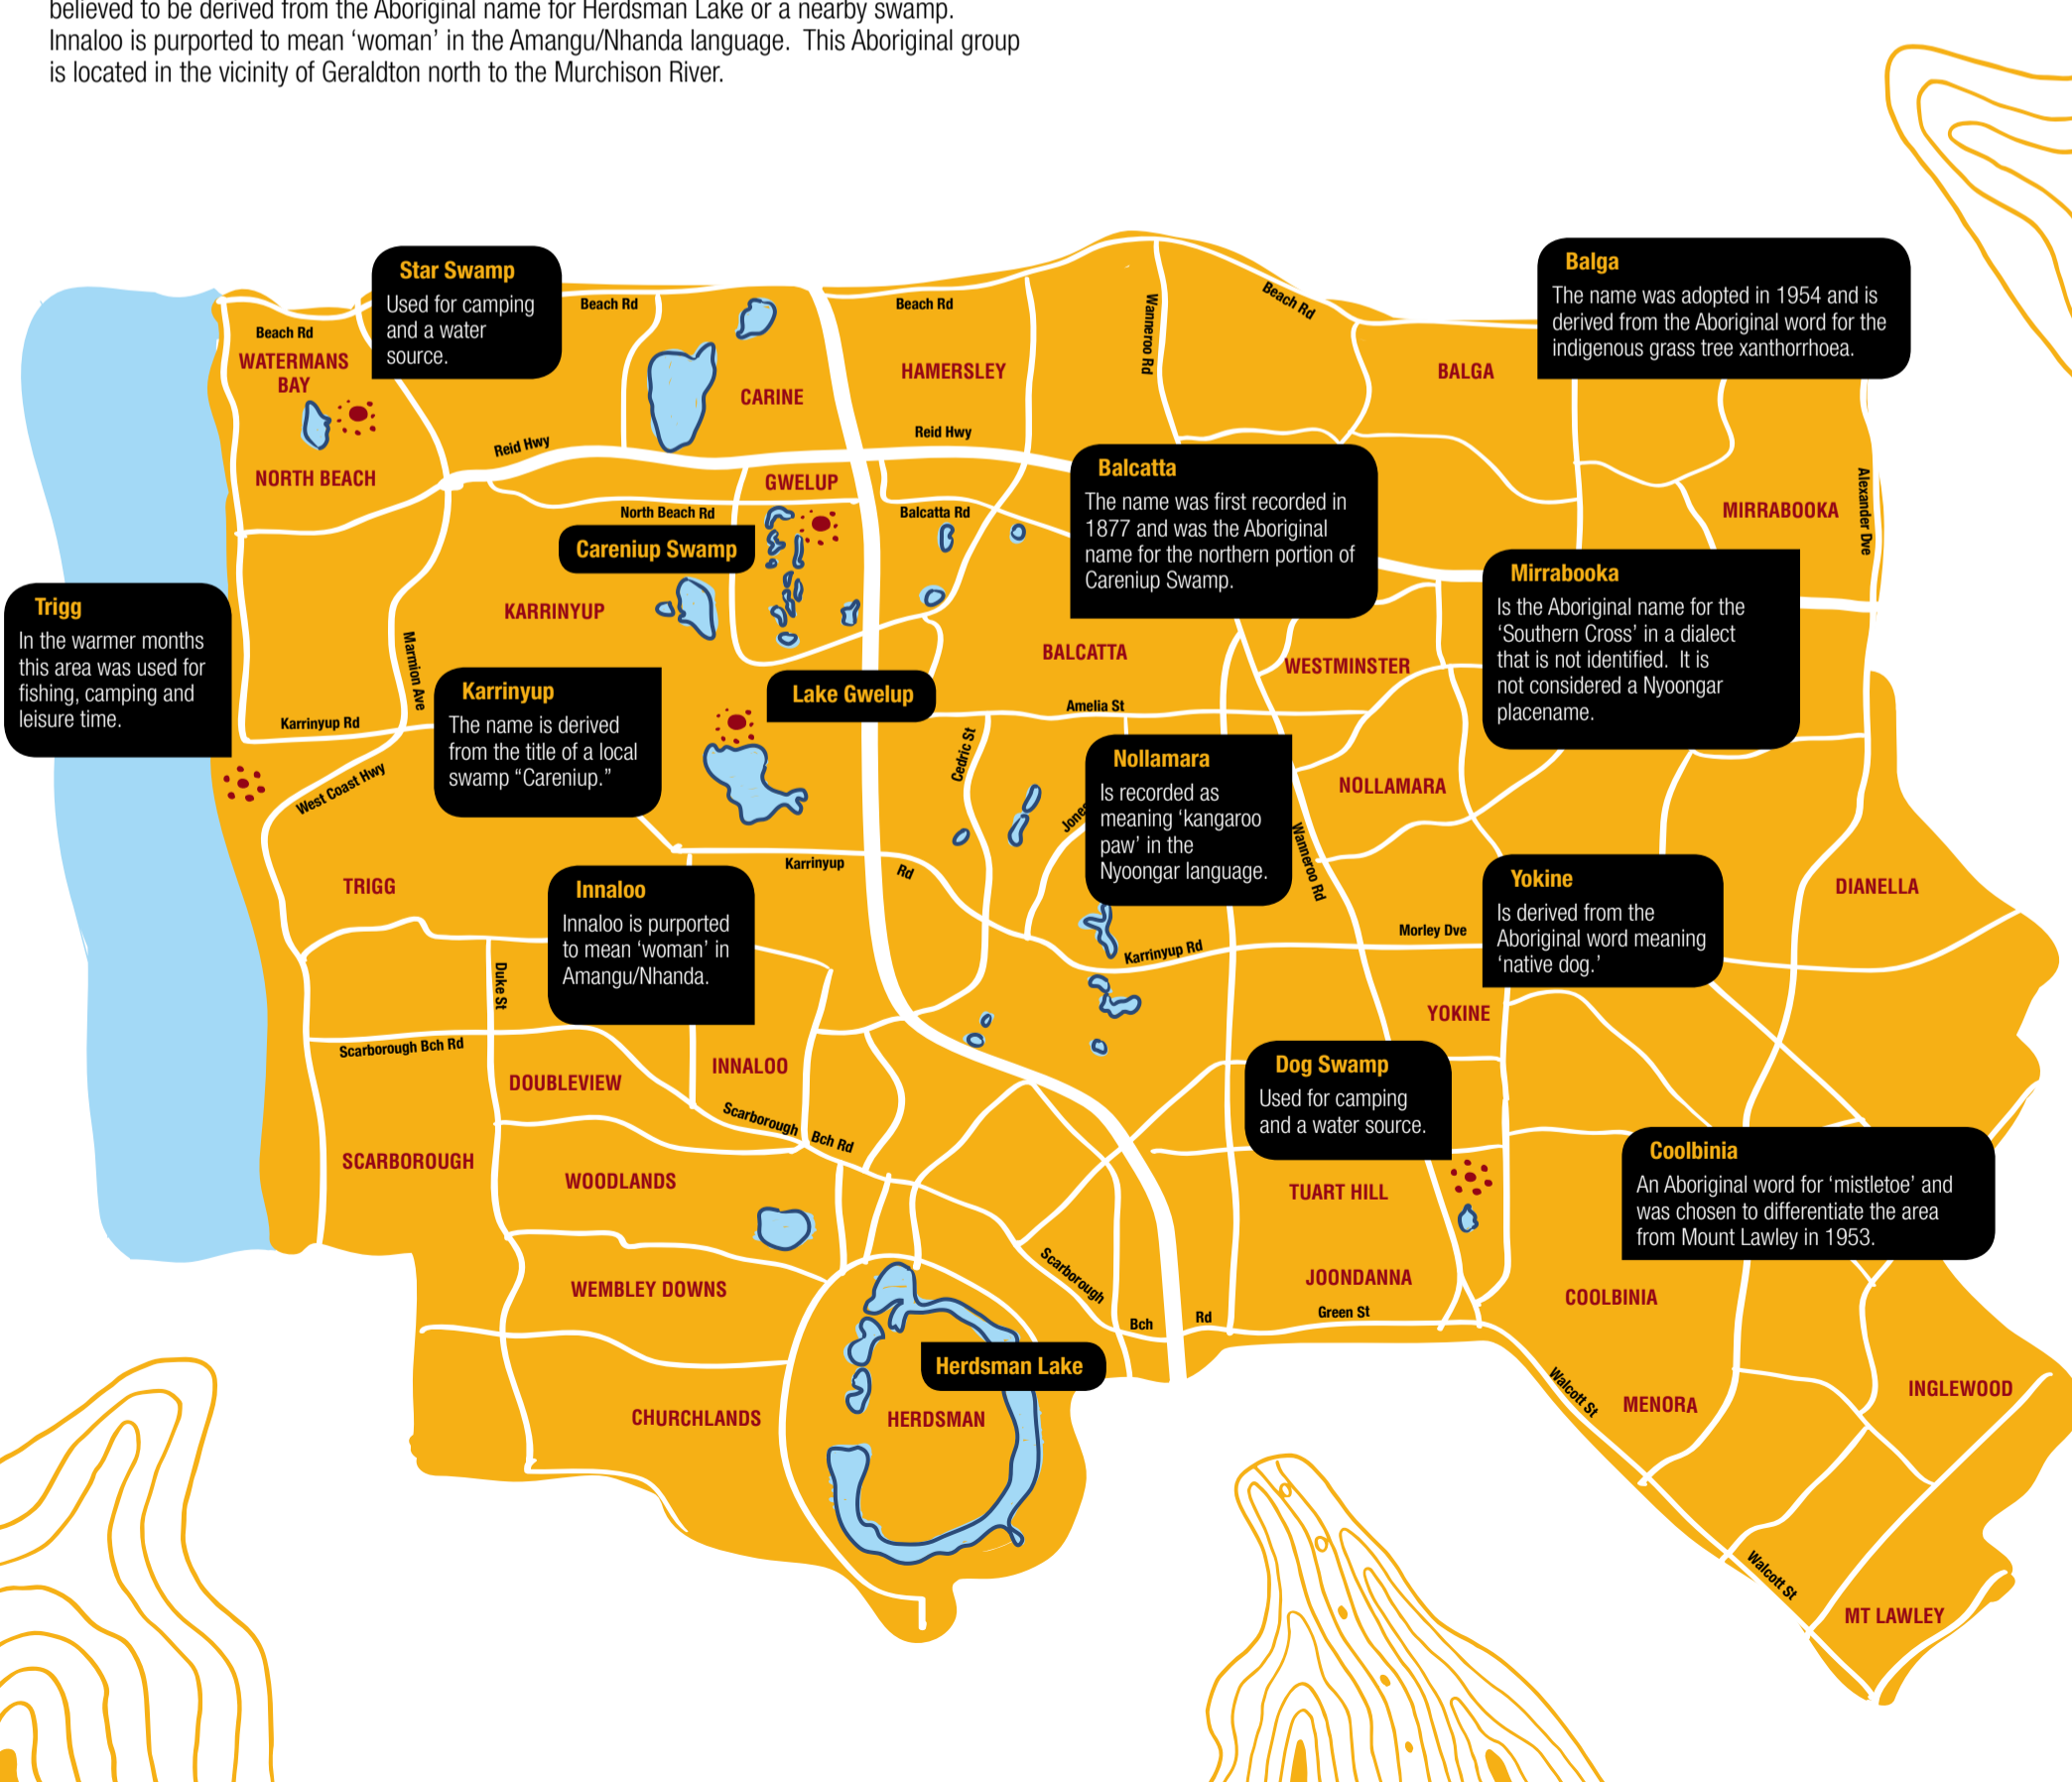 believed to be derived from the Aboriginal name for Herdsman Lake or a nearby swamp.
Innaloo is purported to mean ‘woman’ in the Amangu/Nhanda language.  This Aboriginal group
is located in the vicinity of Geraldton north to the Murchison River.
Star Swamp
Used for camping
and a water
source.
Balga
The name was adopted in 1954 and is
derived from the Aboriginal word for the
indigenous grass tree xanthorrhoea.
Beach Rd
Beach Rd
Beach Rd
Beach Rd
Wanneroo Rd
WATERMANS
BAY
CARINE
HAMERSLEY
BALGA
Reid Hwy
Reid Hwy
NORTH BEACH
GWELUP
North Beach Rd
Balcatta Rd
Balcatta
The name was first recorded in
1877 and was the Aboriginal
name for the northern portion of
Careniup Swamp.
MIRRABOOKA
Alexander Dve
Careniup Swamp
Mirrabooka
Is the Aboriginal name for the
‘Southern Cross’ in a dialect
that is not identified.  It is
not considered a Nyoongar
placename.
Trigg
In the warmer months
this area was used for
fishing, camping and
leisure time.
KARRINYUP
Marmion Ave
BALCATTA
WESTMINSTER
Karrinyup
The name is derived
from the title of a local
swamp “Careniup.”
Lake Gwelup
Amelia St
Karrinyup Rd
West Coast Hwy
Cedric St
Jones
Nollamara
Is recorded as
meaning ‘kangaroo
paw’ in the
Nyoongar language.
NOLLAMARA
Wanneroo Rd
Karrinyup
Rd
TRIGG
Innaloo
Innaloo is purported
to mean ‘woman’ in
Amangu/Nhanda.
Yokine
Is derived from the
Aboriginal word meaning
‘native dog.’
DIANELLA
Morley Dve
Karrinyup Rd
Duke St
YOKINE
Scarborough Bch Rd
DOUBLEVIEW
INNALOO
Dog Swamp
Used for camping
and a water source.
Scarborough
Bch Rd
SCARBOROUGH
WOODLANDS
TUART HILL
Coolbinia
An Aboriginal word for ‘mistletoe’ and
was chosen to differentiate the area
from Mount Lawley in 1953.
Scarborough
Bch
Rd
WEMBLEY DOWNS
JOONDANNA
Green St
COOLBINIA
Herdsman Lake
HERDSMAN
CHURCHLANDS
Walcott St
MENORA
INGLEWOOD
Walcott St
MT LAWLEY